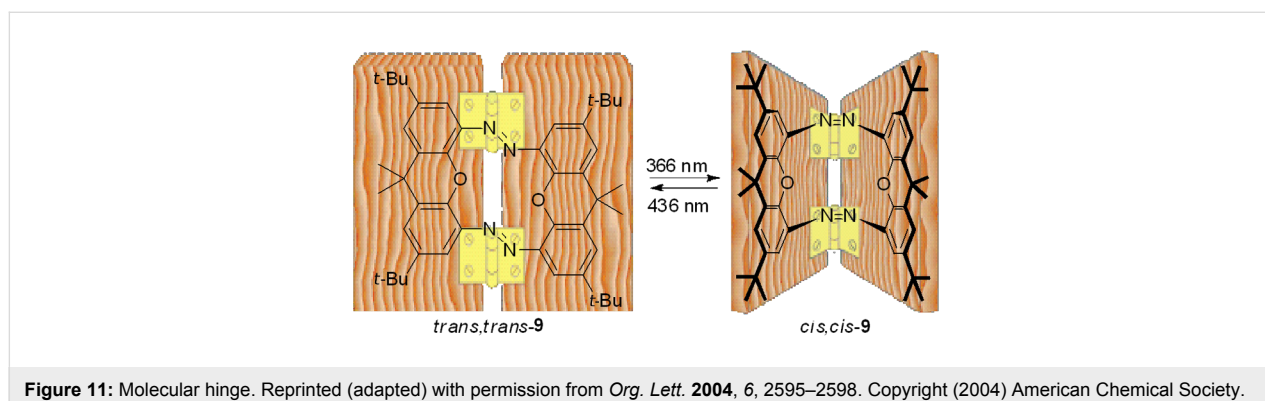 t-Bu
t-Bu
N
N
O
O
N
N
t-Bu
t-Bu
trans,trans-9
366 nm
436 nm
N=N
O
O
N=N
cis,cis-9
Figure 11: Molecular hinge. Reprinted (adapted) with permission from Org. Lett. 2004, 6, 2595–2598. Copyright (2004) American Chemical Society.